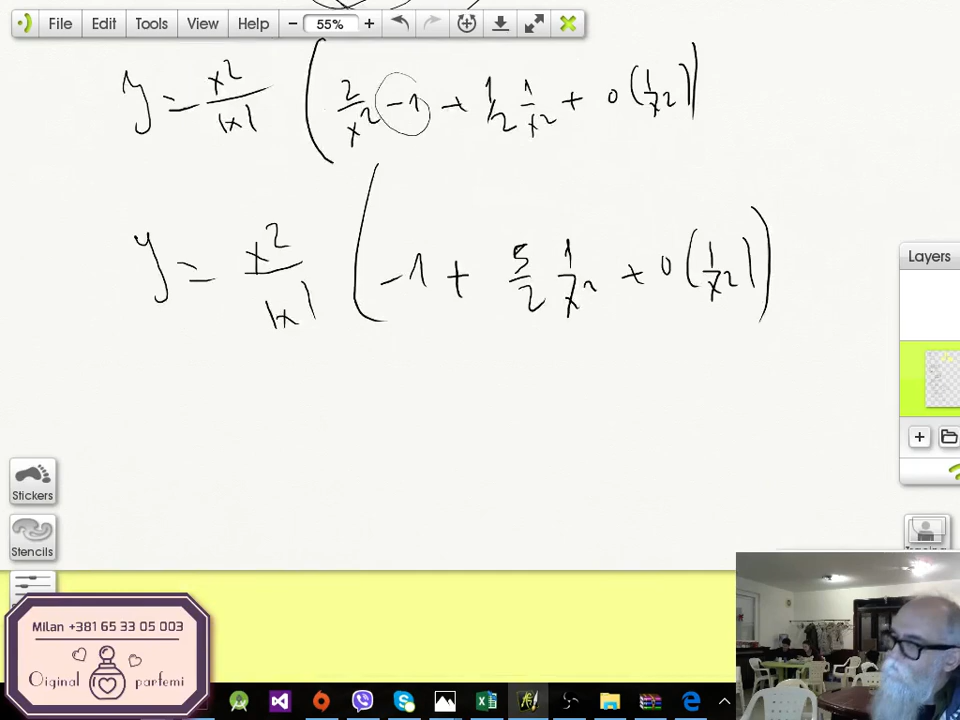 File Edit Tools View Help − 55% +
y = x²/|x| ( 2/x² − 1 + 1/2 1/x² + o(1/x²) )
y = x²/|x| ( −1 + 5/2 1/x² + o(1/x²) )
Layers
Stickers
Stencils
Milan +381 65 33 05 003
Oiginal parfemi